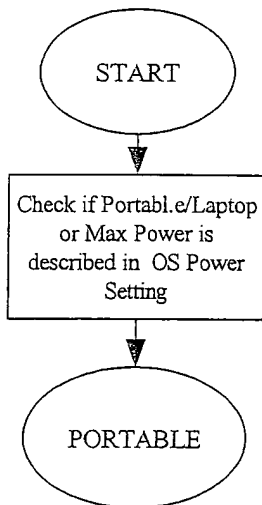 START
Check if Portabl.e/Laptop
or Max Power is
described in OS Power
Setting
PORTABLE